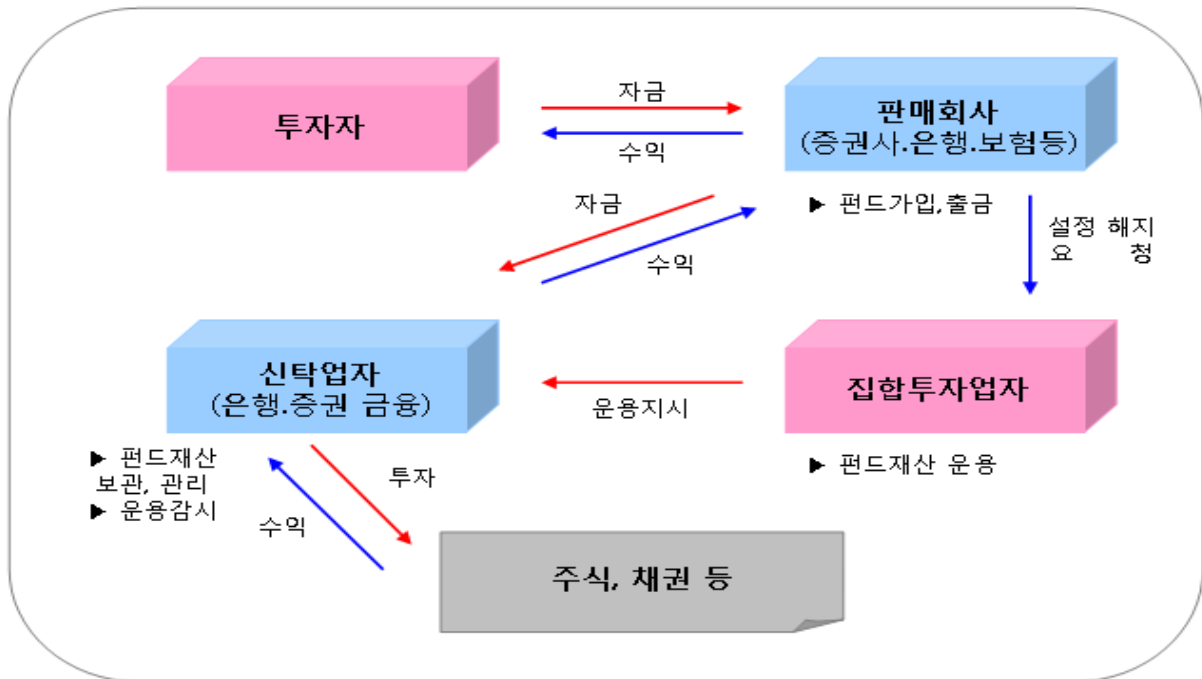 투자자
자금
수익
판매회사
(증권사.은행.보험등)
▶ 펀드가입,출금
자금
수익
설정 해지
요 청
신탁업자
(은행.증권 금융)
운용지시
집합투자업자
▶ 펀드재산
보관, 관리
▶ 운용감시
▶ 펀드재산 운용
투자
수익
주식, 채권 등